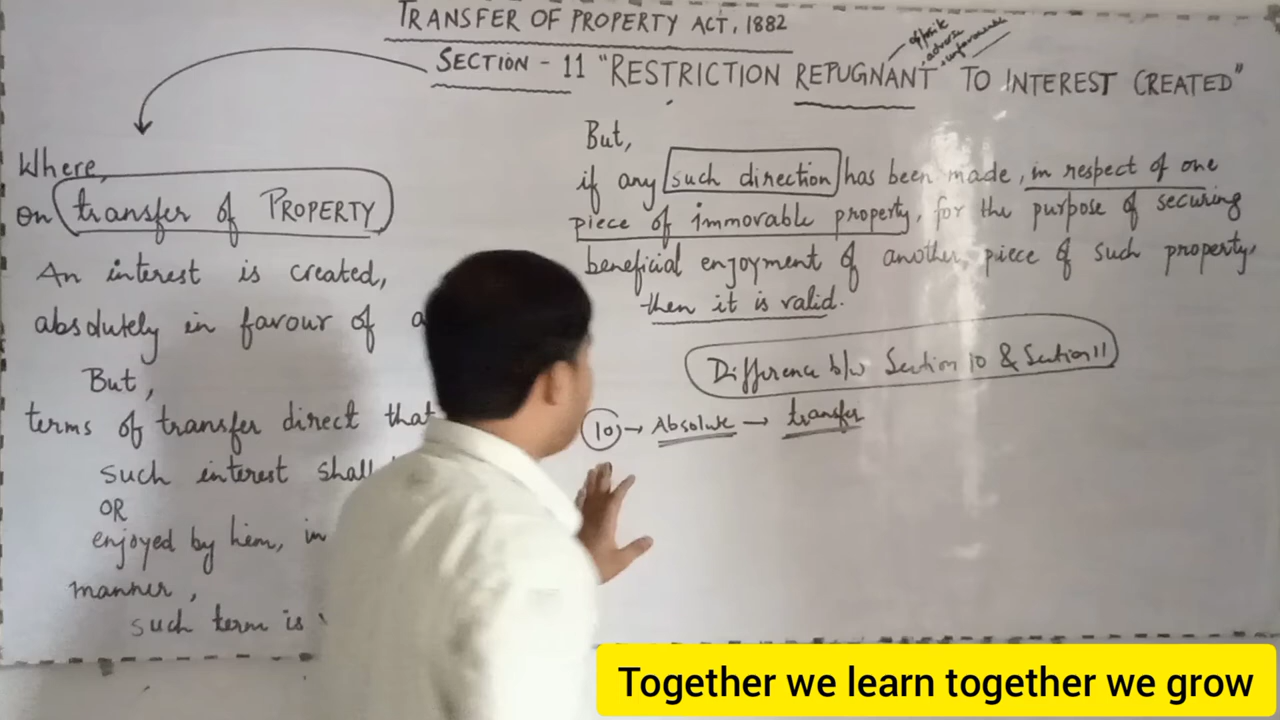 TRANSFER OF PROPERTY ACT, 1882
SECTION - 11 "RESTRICTION REPUGNANT TO INTEREST CREATED"
opposite
adverse
Where,
On transfer of PROPERTY
An interest is created,
absolutely in favour of
But,
terms of transfer direct that
such interest shall
OR
enjoyed by him, in
manner,
such term is
But,
if any such direction has been made, in respect of one
piece of immovable property, for the purpose of securing
beneficial enjoyment of another piece of such property,
then it is valid.
Difference b/w Section 10 & Section 11
10 → Absolute → transfer
Together we learn together we grow